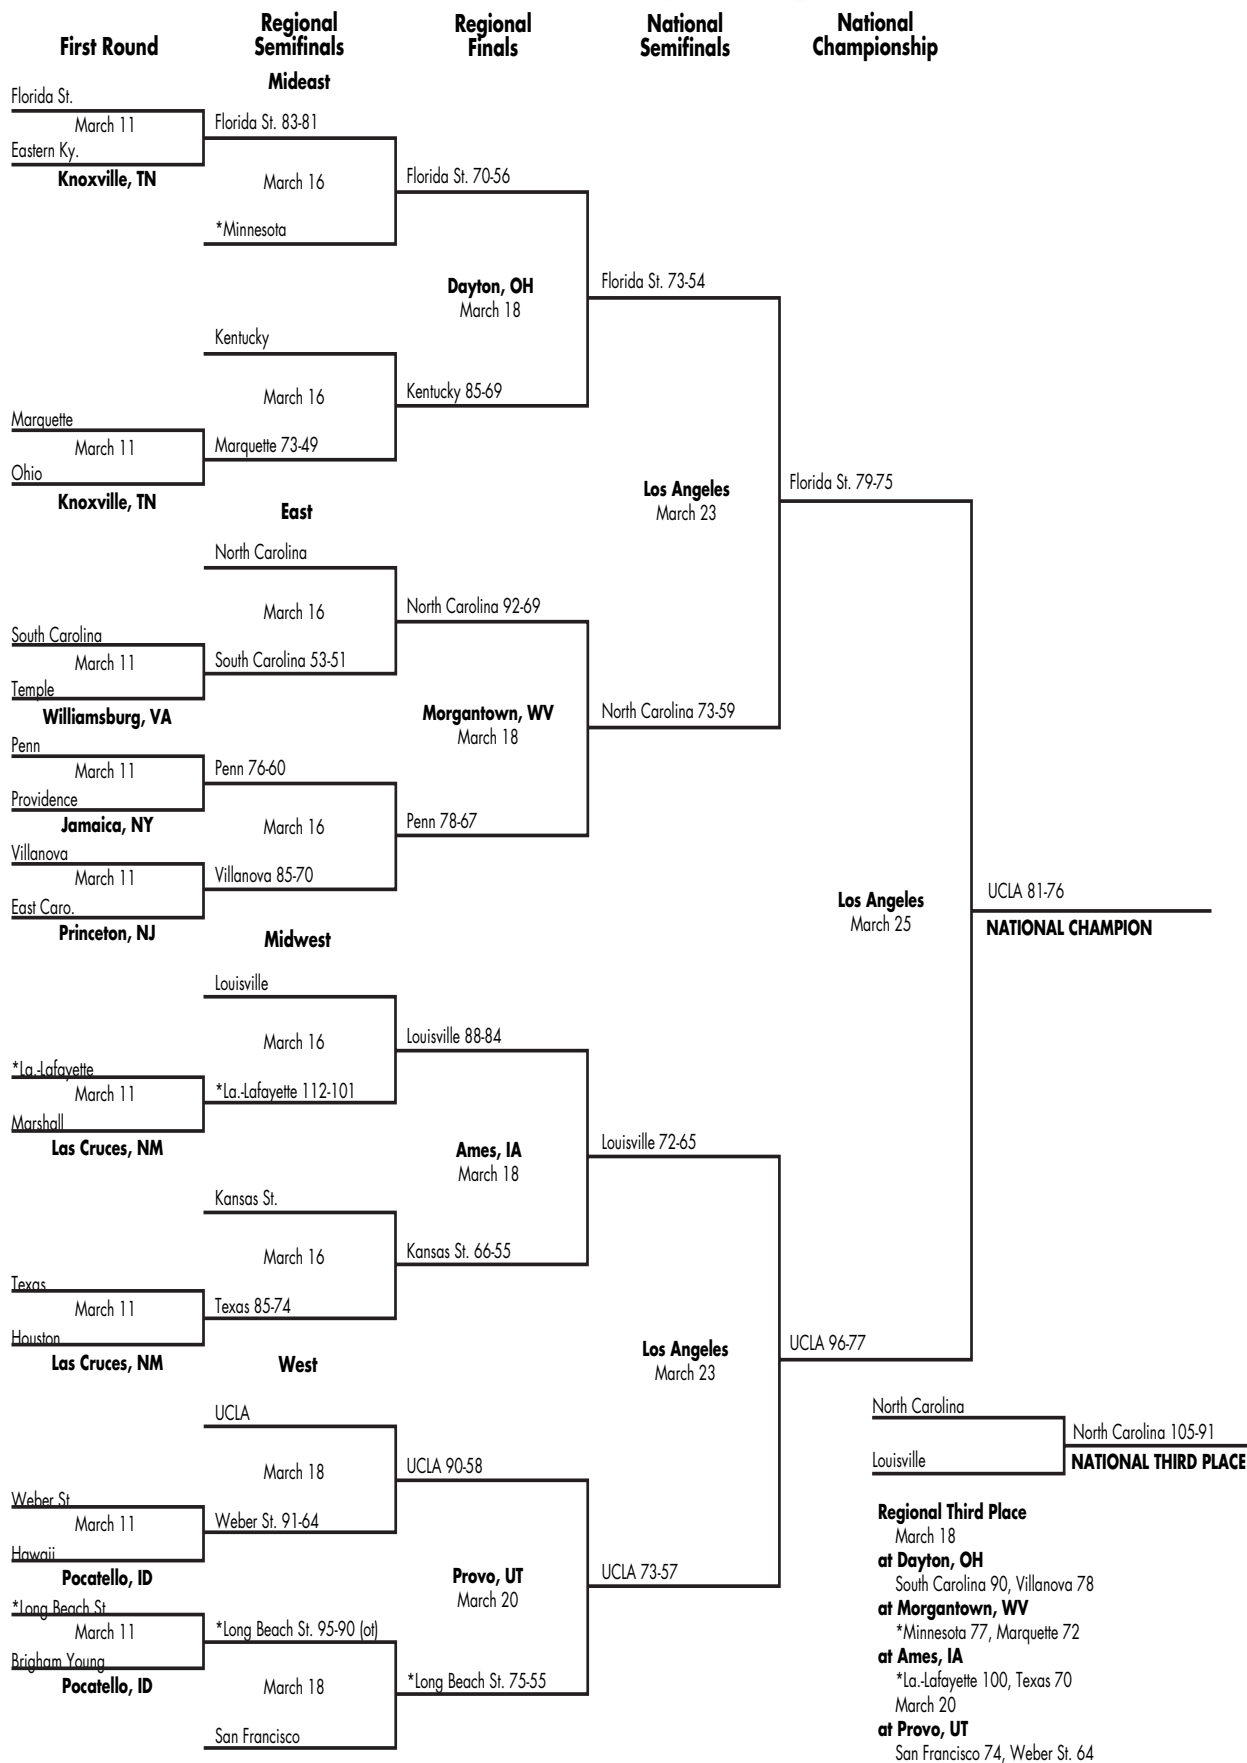 First Round
Regional
Semifinals
Regional
Finals
National
Semifinals
National
Championship
Mideast
Florida St.
March 11
Eastern Ky.
Knoxville, TN
Florida St. 83-81
March 16
*Minnesota
Florida St. 70-56
Dayton, OH
March 18
Florida St. 73-54
Kentucky
March 16
Kentucky 85-69
Marquette
March 11
Ohio
Knoxville, TN
Marquette 73-49
Los Angeles
March 23
Florida St. 79-75
East
North Carolina
March 16
North Carolina 92-69
South Carolina
March 11
Temple
Williamsburg, VA
South Carolina 53-51
Morgantown, WV
March 18
North Carolina 73-59
Penn
March 11
Providence
Jamaica, NY
Penn 76-60
March 16
Penn 78-67
Villanova
March 11
East Caro.
Princeton, NJ
Villanova 85-70
Los Angeles
March 25
UCLA 81-76
NATIONAL CHAMPION
Midwest
Louisville
March 16
Louisville 88-84
*La.-Lafayette
March 11
Marshall
Las Cruces, NM
*La.-Lafayette 112-101
Ames, IA
March 18
Louisville 72-65
Kansas St.
March 16
Kansas St. 66-55
Texas
March 11
Houston
Las Cruces, NM
Texas 85-74
Los Angeles
March 23
UCLA 96-77
West
UCLA
March 18
UCLA 90-58
Weber St
March 11
Hawaii
Pocatello, ID
Weber St. 91-64
Provo, UT
March 20
UCLA 73-57
*Long Beach St
March 11
Brigham Young
Pocatello, ID
*Long Beach St. 95-90 (ot)
March 18
*Long Beach St. 75-55
San Francisco
North Carolina
Louisville
North Carolina 105-91
NATIONAL THIRD PLACE
Regional Third Place
March 18
at Dayton, OH
South Carolina 90, Villanova 78
at Morgantown, WV
*Minnesota 77, Marquette 72
at Ames, IA
*La.-Lafayette 100, Texas 70
March 20
at Provo, UT
San Francisco 74, Weber St. 64